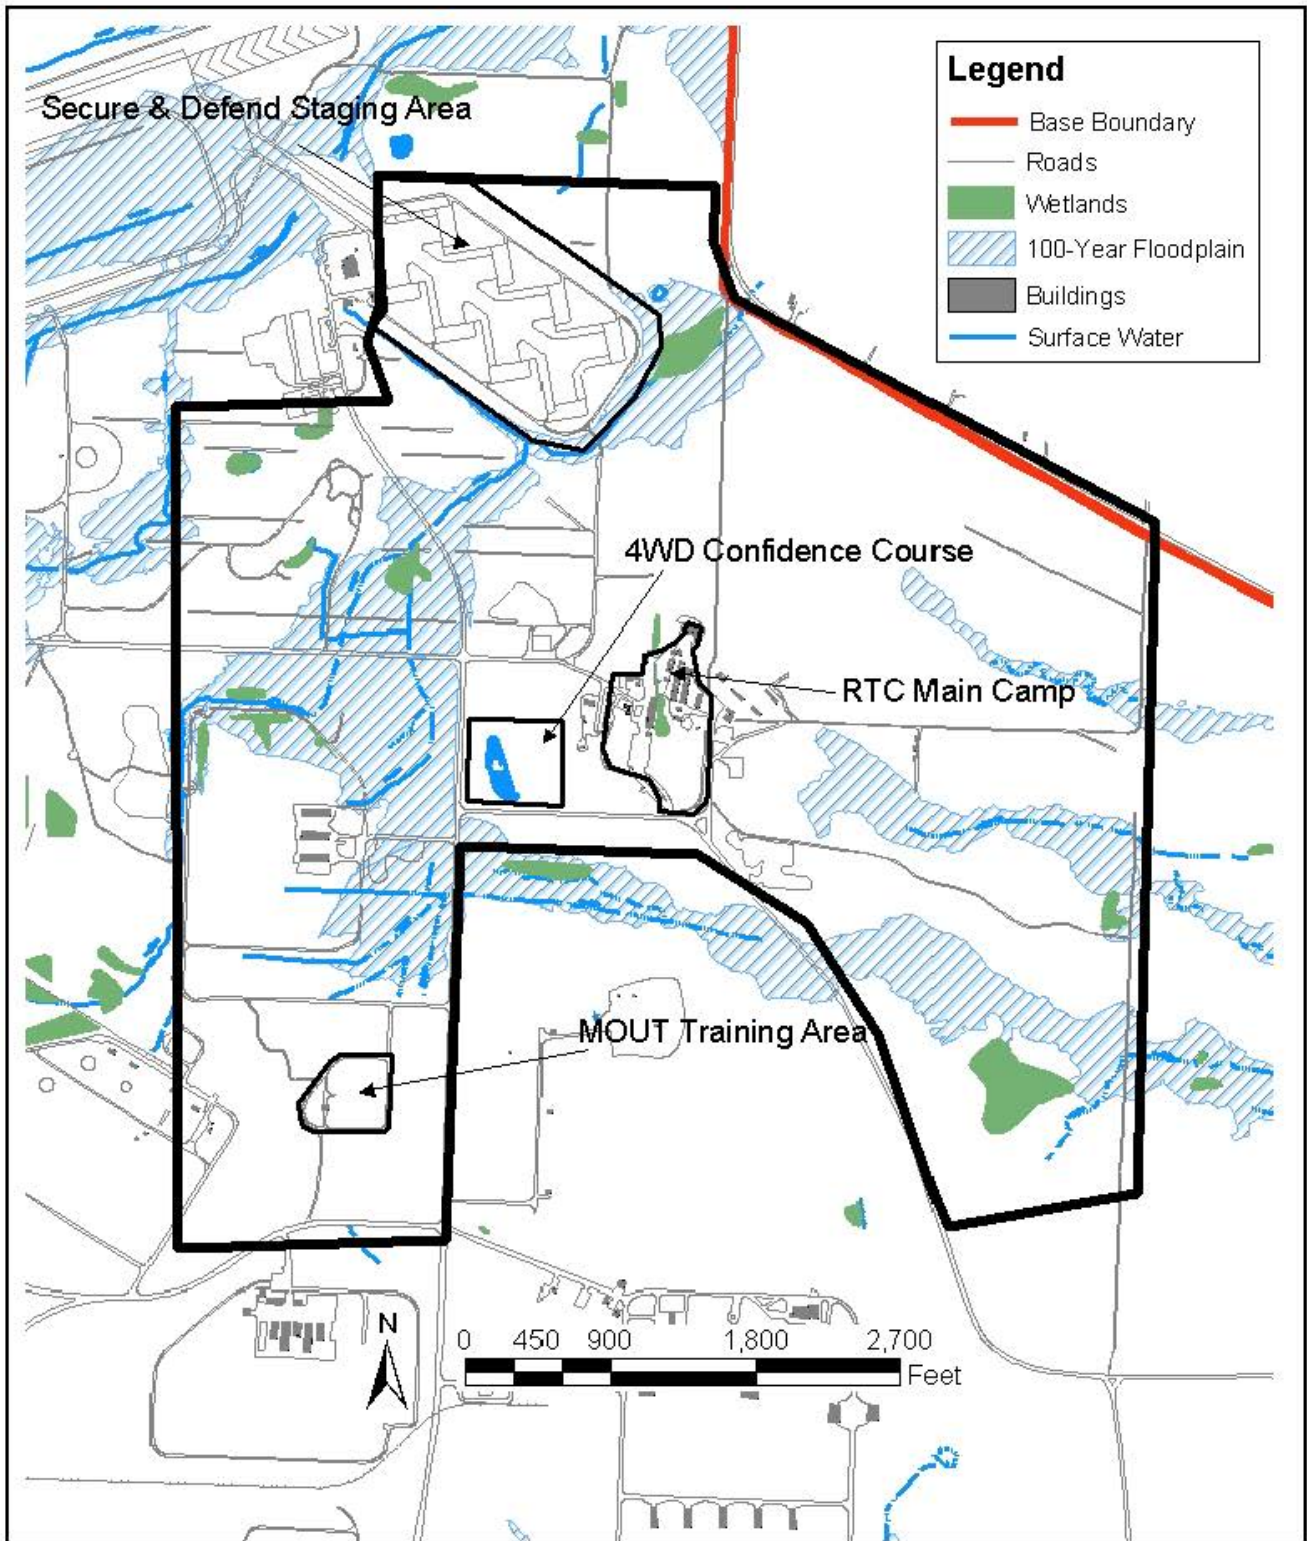 Legend
Base Boundary
Roads
Wetlands
100-Year Floodplain
Buildings
Surface Water
Secure & Defend Staging Area
4WD Confidence Course
RTC Main Camp
MOUT Training Area
N
0 450 900 1,800 2,700
Feet